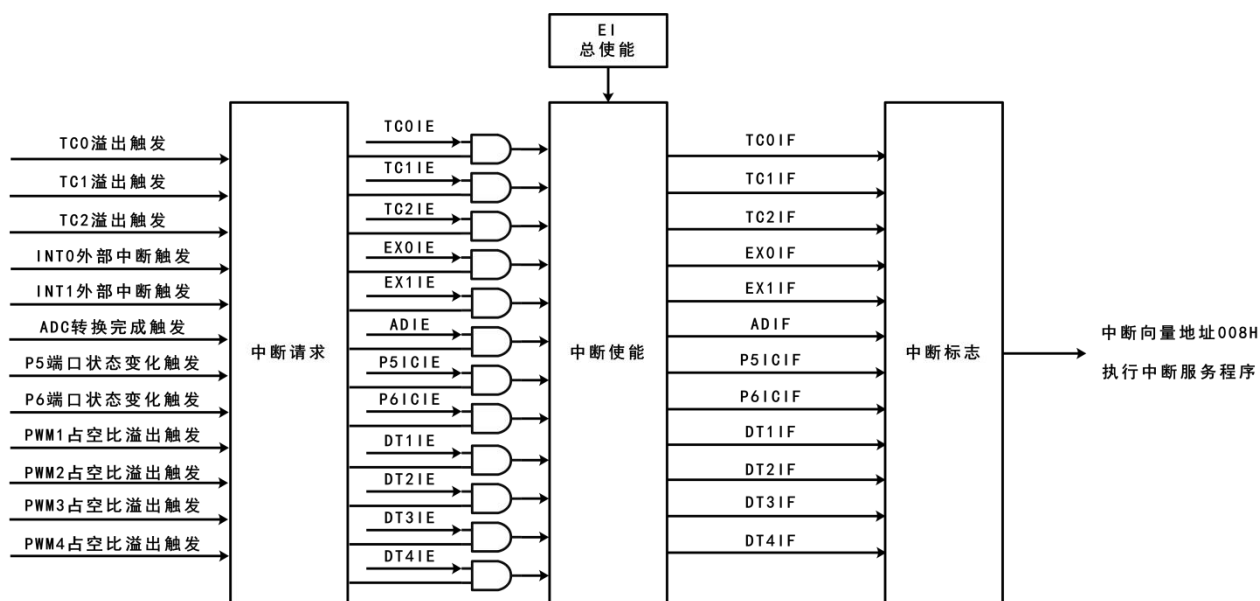 EI
总使能
TC0溢出触发
TC1溢出触发
TC2溢出触发
INT0外部中断触发
INT1外部中断触发
ADC转换完成触发
P5端口状态变化触发
P6端口状态变化触发
PWM1占空比溢出触发
PWM2占空比溢出触发
PWM3占空比溢出触发
PWM4占空比溢出触发
中断请求
TC0IE
TC1IE
TC2IE
EX0IE
EX1IE
ADIE
P5ICIE
P6ICIE
DT1IE
DT2IE
DT3IE
DT4IE
中断使能
TC0IF
TC1IF
TC2IF
EX0IF
EX1IF
ADIF
P5ICIF
P6ICIF
DT1IF
DT2IF
DT3IF
DT4IF
中断标志
中断向量地址008H
执行中断服务程序